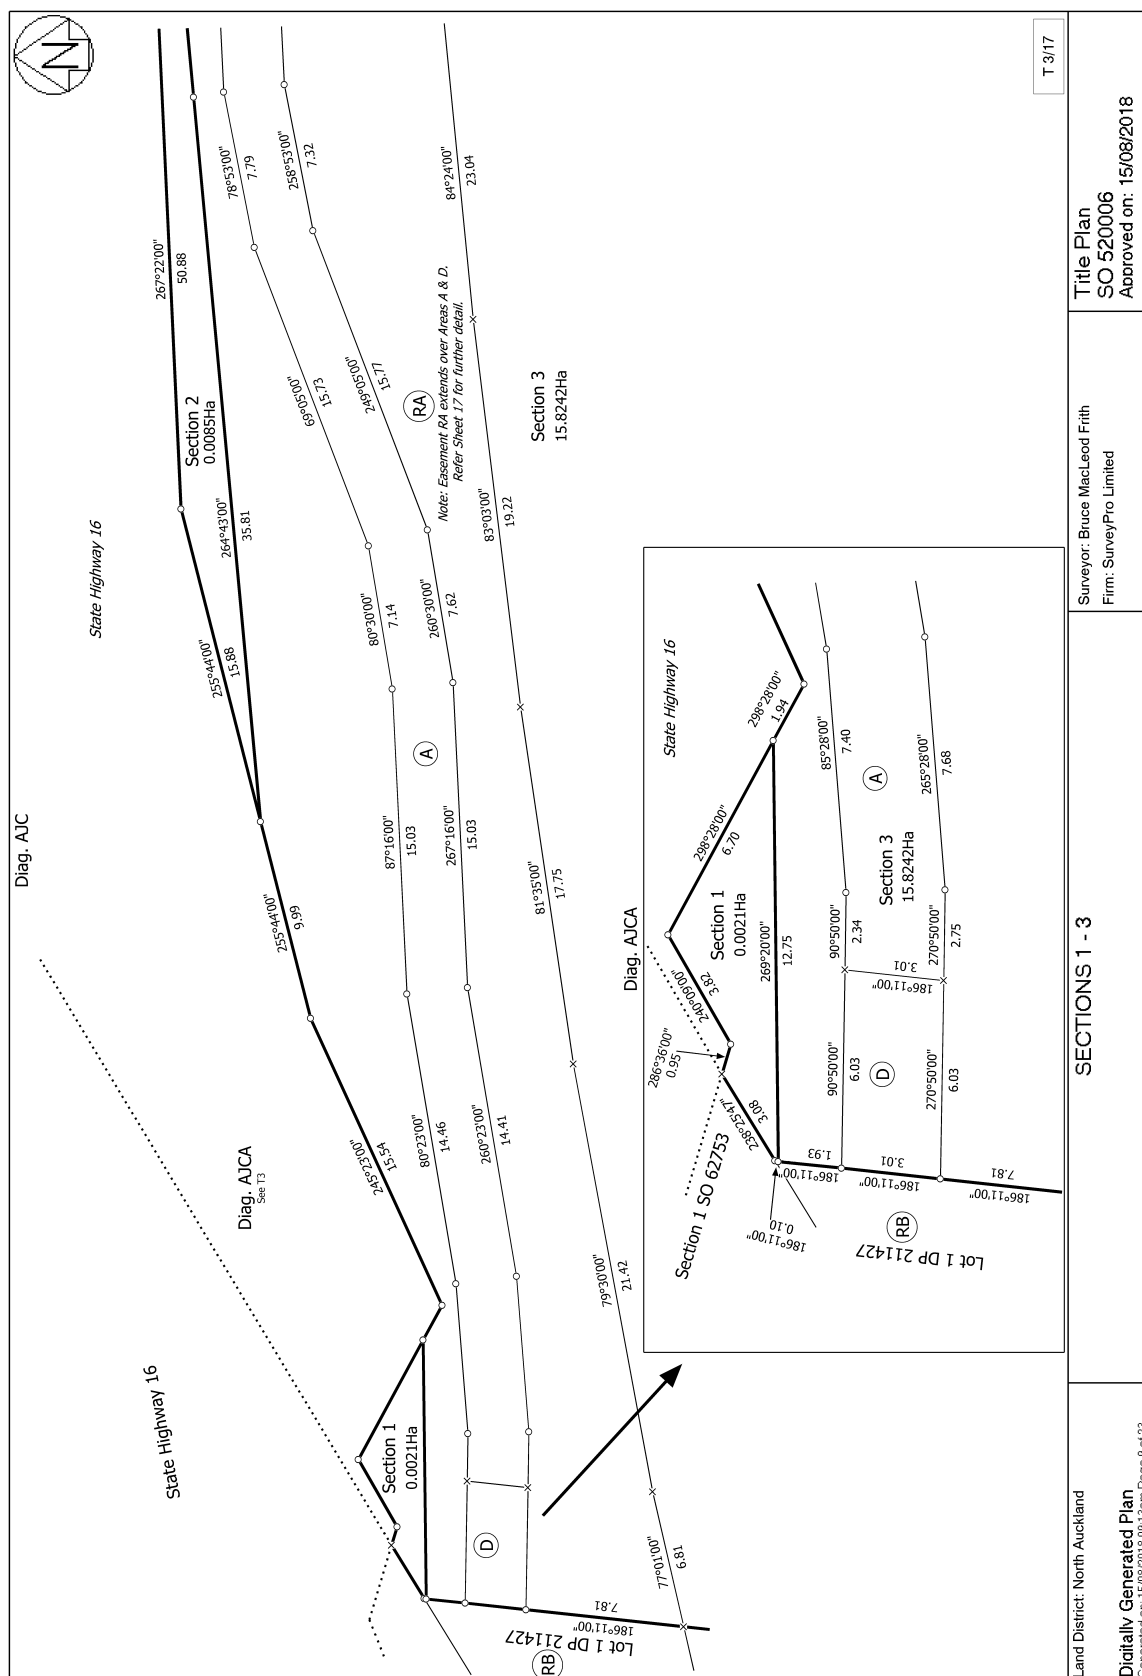 N
T 3/17
Diag. AJC
State Highway 16
State Highway 16
Diag. AJCA
See T3
267°22'00"
50.88
Section 2
0.0085Ha
264°43'00"
35.81
255°44'00"
15.88
255°44'00"
9.99
245°23'00"
15.54
78°53'00"
7.79
258°53'00"
7.32
69°05'00"
15.73
249°05'00"
15.77
80°30'00"
7.14
260°30'00"
7.62
87°16'00"
15.03
267°16'00"
15.03
80°23'00"
14.46
260°23'00"
14.41
RA
A
Note: Easement RA extends over Areas A & D.
Refer Sheet 17 for further detail.
84°24'00"
23.04
83°03'00"
19.22
81°35'00"
17.75
79°30'00"
21.42
77°01'00"
6.81
Section 3
15.8242Ha
Section 1
0.0021Ha
D
186°11'00"
7.81
Lot 1 DP 211427
RB
Diag. AJCA
State Highway 16
298°28'00"
1.94
298°28'00"
6.70
Section 1
0.0021Ha
269°20'00"
12.75
240°09'00"
3.82
286°36'00"
0.95
238°25'47"
3.08
Section 1 SO 62753
186°11'00"
0.10
186°11'00"
1.93
186°11'00"
3.01
186°11'00"
7.81
RB
Lot 1 DP 211427
85°28'00"
7.40
265°28'00"
7.68
A
Section 3
15.8242Ha
90°50'00"
2.34
270°50'00"
2.75
186°11'00"
3.01
90°50'00"
6.03
D
270°50'00"
6.03
Land District: North Auckland
Digitally Generated Plan
Generated on: 15/08/2018 09:13am Page 9 of 23
SECTIONS 1 - 3
Surveyor: Bruce MacLeod Frith
Firm: SurveyPro Limited
Title Plan
SO 520006
Approved on: 15/08/2018